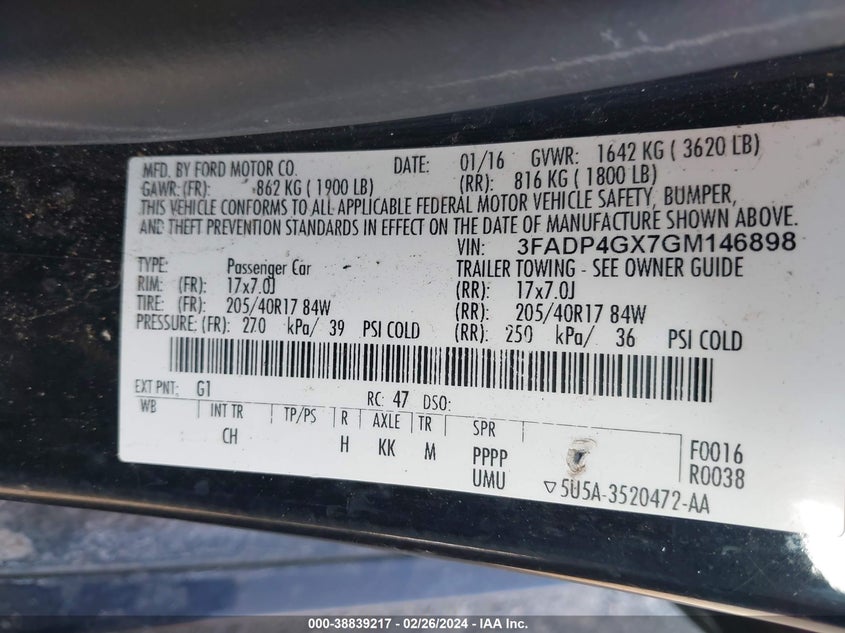 MFD. BY FORD MOTOR CO. DATE: 01/16 GVWR: 1642 KG ( 3620 LB)
GAWR:(FR): 862 KG ( 1900 LB) (RR): 816 KG ( 1800 LB)
THIS VEHICLE CONFORMS TO ALL APPLICABLE FEDERAL MOTOR VEHICLE SAFETY, BUMPER,
AND THEFT PREVENTION STANDARDS IN EFFECT ON THE DATE OF MANUFACTURE SHOWN ABOVE.
VIN: 3FADP4GX7GM146898
TYPE: Passenger Car TRAILER TOWING - SEE OWNER GUIDE
RIM: (FR): 17x7.0J (RR): 17x7.0J
TIRE: (FR): 205/40R17 84W (RR): 205/40R17 84W
PRESSURE: (FR): 270 kPa/ 39 PSI COLD (RR): 250 kPa/ 36 PSI COLD
EXT PNT: G1 RC: 47 DSO:
WB INT TR TP/PS R AXLE TR SPR
CH H KK M PPPP F0016
UMU R0038
▽5U5A-3520472-AA
000-38839217 - 02/26/2024 - IAAI Inc.